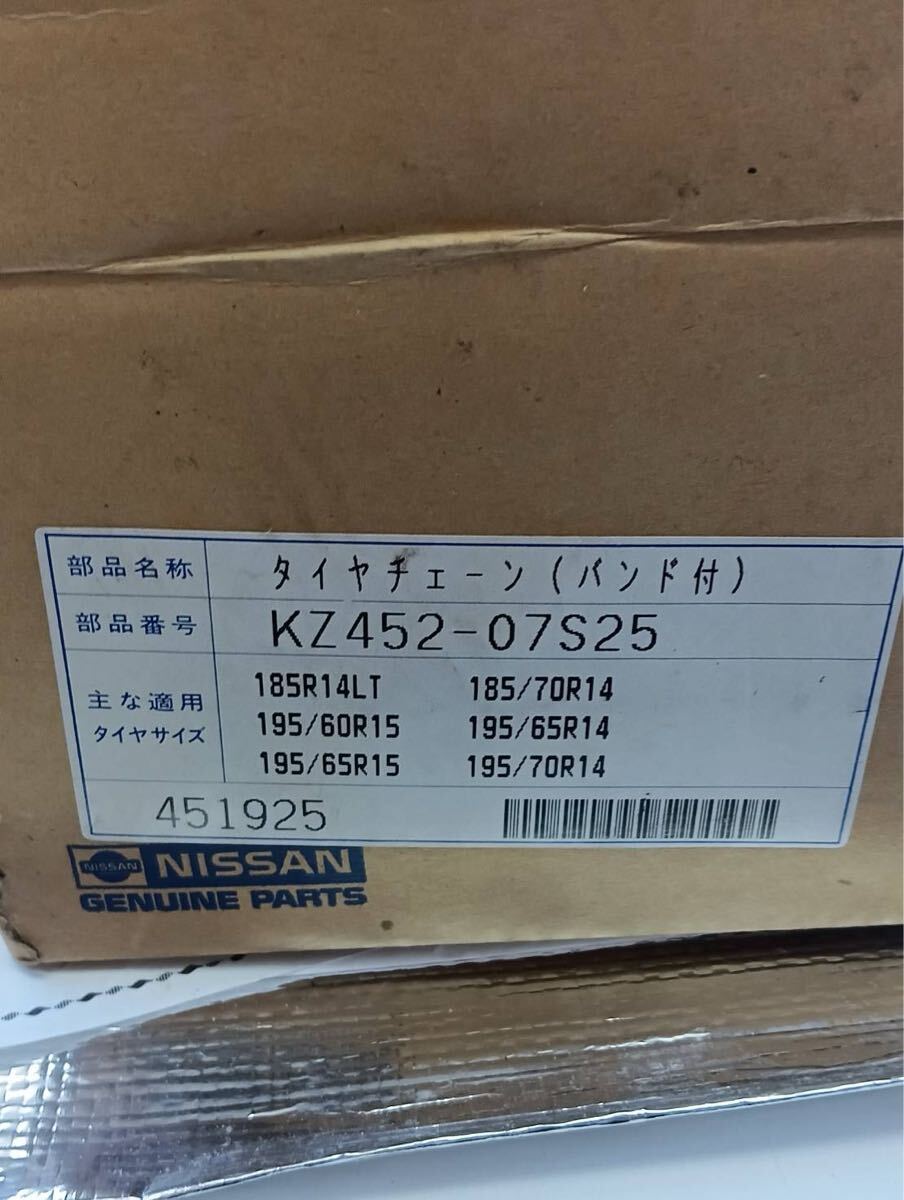 部品名称 タイヤチェーン(バンド付)
部品番号 KZ452-07S25
主な適用
タイヤサイズ
185R14LT 185/70R14
195/60R15 195/65R14
195/65R15 195/70R14
451925
NISSAN NISSAN
GENUINE PARTS